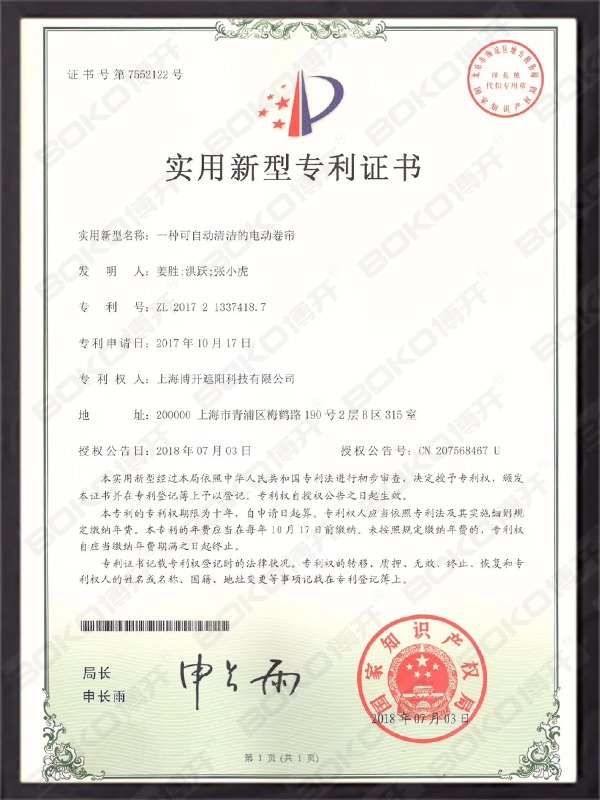 证书号第7552122号
北京市海淀区地方税务局
印花税
代扣专用章
国家知识产权局
实用新型专利证书
实用新型名称:一种可自动清洁的电动卷帘
发 明 人:姜胜;洪跃;张小虎
专 利 号:ZL 2017 2 1337418.7
专利申请日:2017年10月17日
专 利 权 人:上海博开遮阳科技有限公司
地 址:200000 上海市青浦区梅鹤路190号2层B区315室
授权公告日:2018年07月03日 授权公告号:CN 207568467 U
本实用新型经过本局依照中华人民共和国专利法进行初步审查,决定授予专利权,颁发
本证书并在专利登记簿上予以登记。专利权自授权公告之日起生效。
本专利的专利权期限为十年,自申请日起算。专利权人应当依照专利法及其实施细则规
定缴纳年费。本专利的年费应当在每年10月17日前缴纳。未按照规定缴纳年费的,专利权
自应当缴纳年费期满之日起终止。
专利证书记载专利权登记时的法律状况。专利权的转移、质押、无效、终止、恢复和专
利权人的姓名或名称、国籍、地址变更等事项记载在专利登记簿上。
局长
申长雨
申长雨
国家知识产权局
2018年07月03日
第1页(共1页)
BOKO博开®